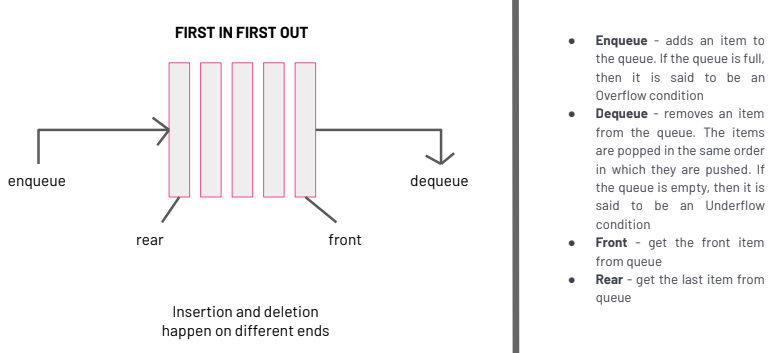 FIRST IN FIRST OUT
enqueue
dequeue
rear
front
Insertion and deletion
happen on different ends
● Enqueue - adds an item to
the queue. If the queue is full,
then it is said to be an
Overflow condition
● Dequeue - removes an item
from the queue. The items
are popped in the same order
in which they are pushed. If
the queue is empty, then it is
said to be an Underflow
condition
● Front - get the front item
from queue
● Rear - get the last item from
queue